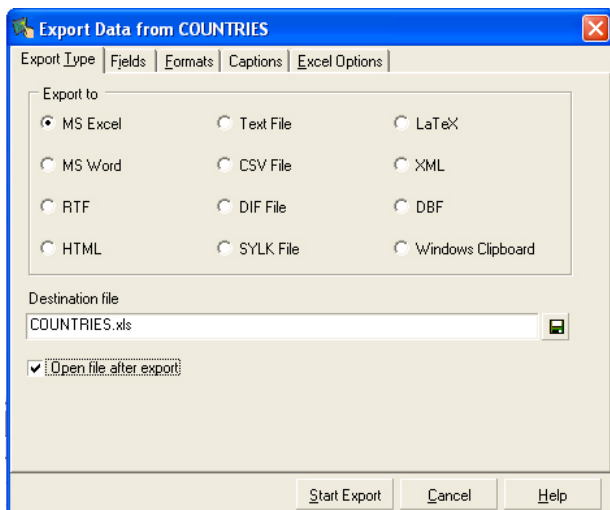 Export Data from COUNTRIES
Export Type Fields Formats Captions Excel Options
Export to
MS Excel Text File LaTeX
MS Word CSV File XML
RTF DIF File DBF
HTML SYLK File Windows Clipboard
Destination file
COUNTRIES.xls
Open file after export
Start Export Cancel Help